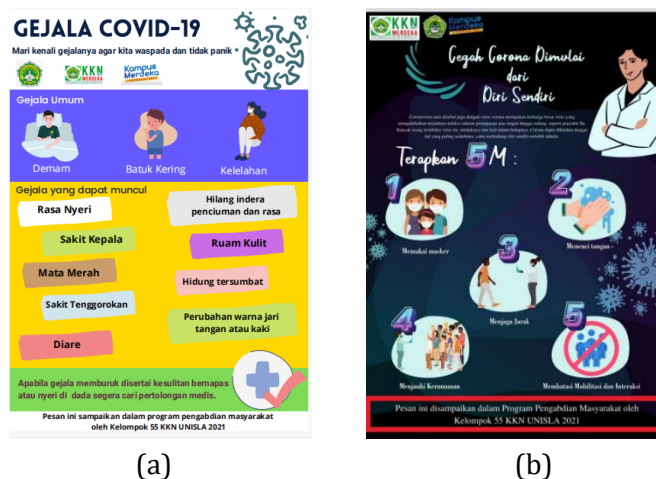 GEJALA COVID-19
Mari kenali gejalanya agar kita waspada dan tidak panik *
KKN
MERDEKA
Kampus
Merdeka
Gejala Umum
Demam
Batuk Kering
Kelelahan
Gejala yang dapat muncul
Rasa Nyeri
Hilang indera
penciuman dan rasa
Sakit Kepala
Ruam Kulit
Mata Merah
Hidung tersumbat
Sakit Tenggorokan
Perubahan warna jari
tangan atau kaki
Diare
Apabila gejala memburuk disertai kesulitan bernapas
atau nyeri di dada segera cari pertolongan medis.
Pesan ini sampaikan dalam program pengabdian masyarakat
oleh Kelompok 55 KKN UNISLA 2021
(a)
KKN
MERDEKA
Kampus
Merdeka
Cegah Corona Dimulai
dari
Diri Sendiri
Terapkan 5 M :
1
Memakai masker
2
Mencuci tangan
3
Menjaga Jarak
4
Menjauhi Kerumunan
5
Membatasi Mobilitasi dan Interaksi
Pesan ini disampaikan dalam Program Pengabdian Masyarakat oleh
Kelompok 55 KKN UNISLA 2021
(b)